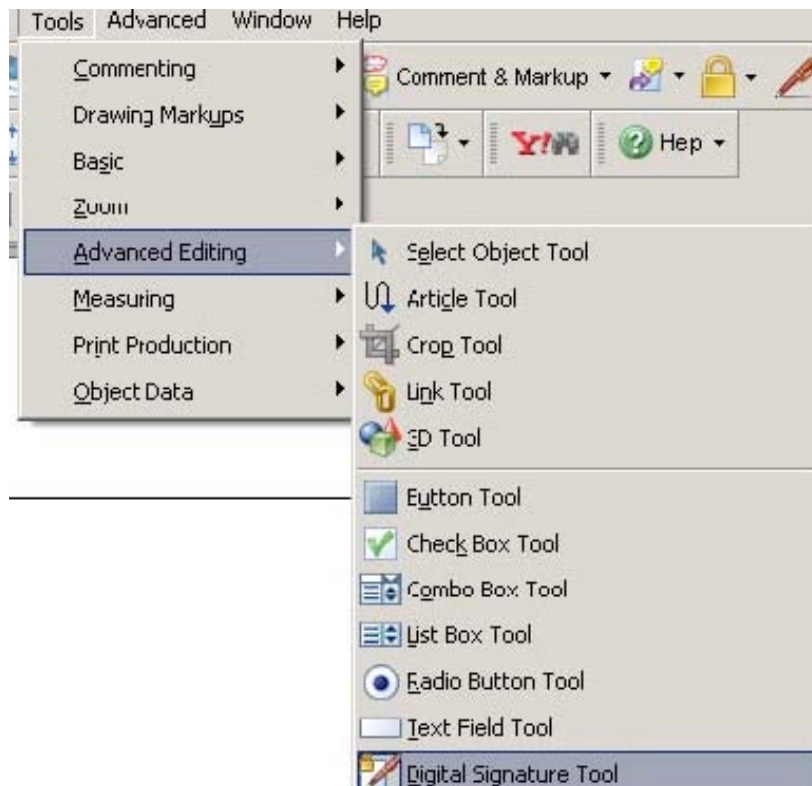 Tools Advanced Window Help
Commenting
Comment & Markup
Drawing Markups
Y!
Hep
Basic
Zoom
Advanced Editing
Select Object Tool
Measuring
Article Tool
Print Production
Crop Tool
Object Data
Link Tool
3D Tool
Button Tool
Check Box Tool
Combo Box Tool
List Box Tool
Radio Button Tool
Text Field Tool
Digital Signature Tool